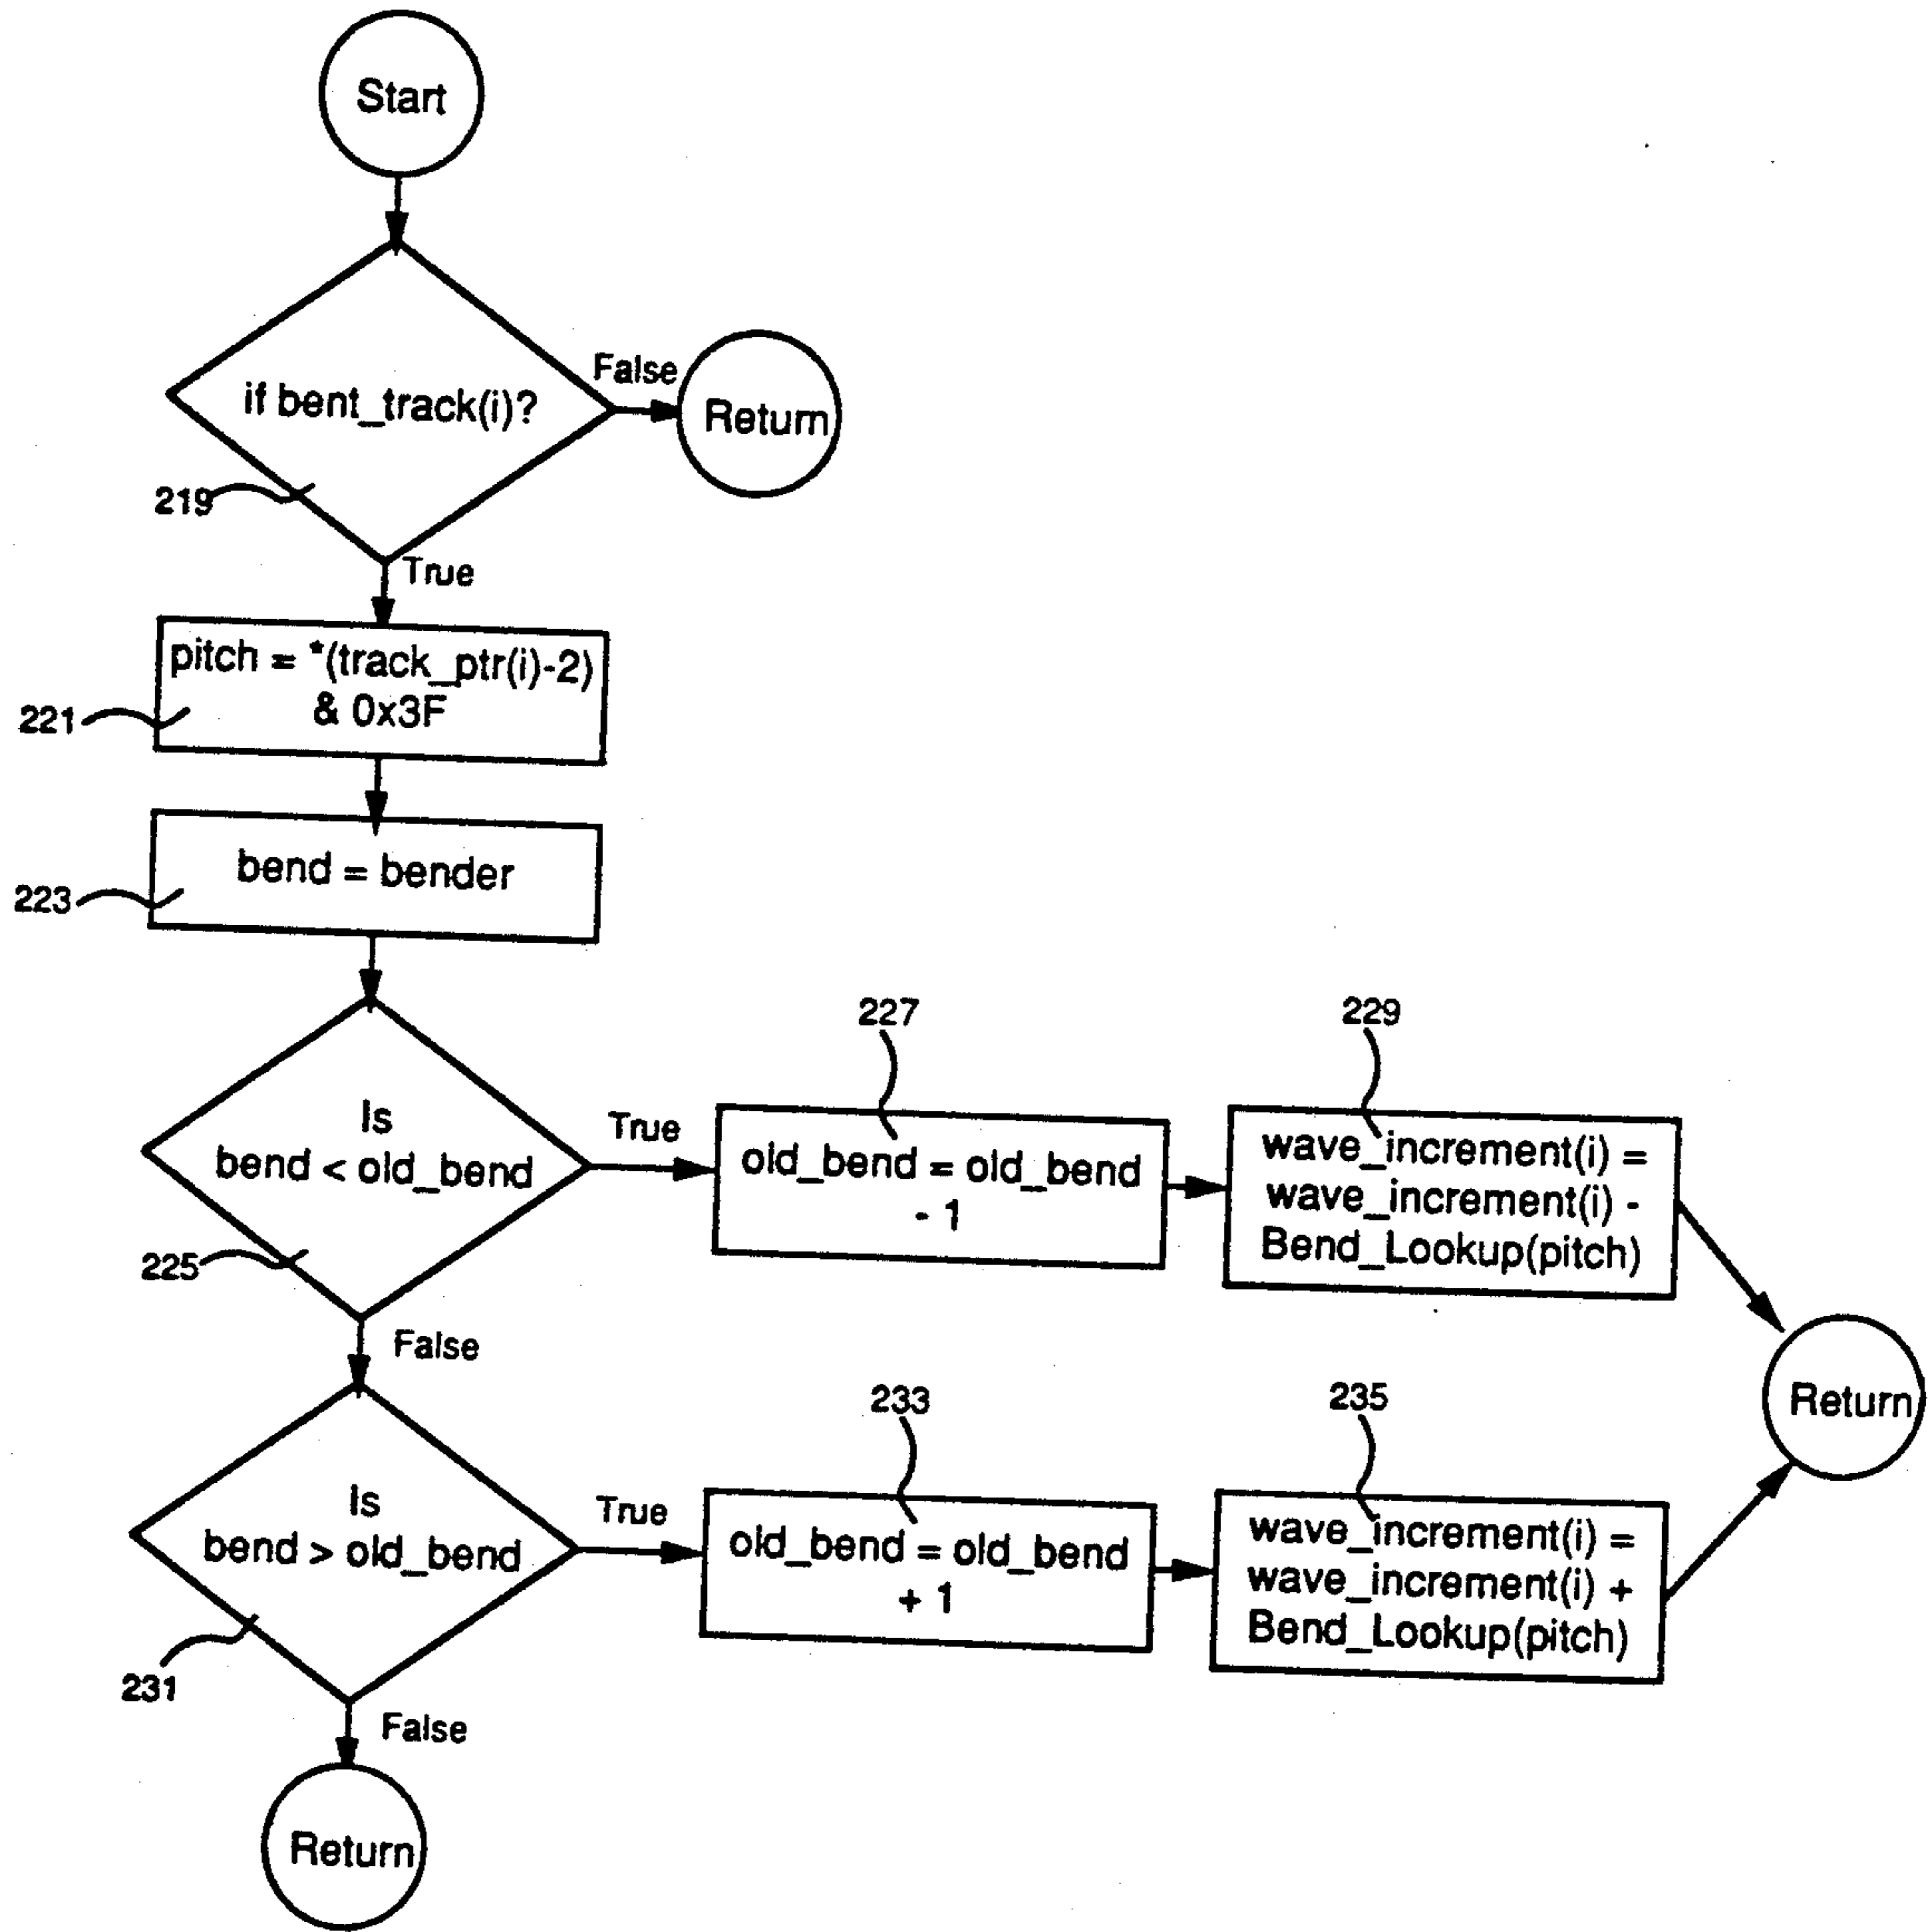 Start
if bent_track(i)?
False
Return
219
True
pitch = *(track_ptr(i)-2)
& 0x3F
221
bend = bender
223
Is
bend < old_bend
225
True
227
old_bend = old_bend
- 1
229
wave_increment(i) =
wave_increment(i) -
Bend_Lookup(pitch)
False
Is
bend > old_bend
231
True
233
old_bend = old_bend
+ 1
235
wave_increment(i) =
wave_increment(i) +
Bend_Lookup(pitch)
Return
False
Return